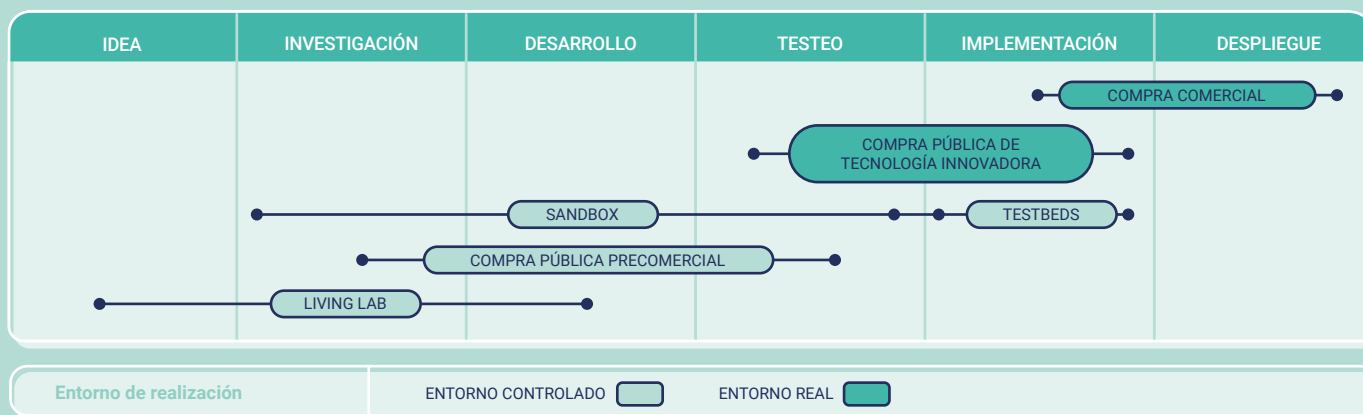 IDEA
INVESTIGACIÓN
DESARROLLO
TESTEO
IMPLEMENTACIÓN
DESPLIEGUE
COMPRA COMERCIAL
COMPRA PÚBLICA DE
TECNOLOGÍA INNOVADORA
SANDBOX
TESTBEDS
COMPRA PÚBLICA PRECOMERCIAL
LIVING LAB
Entorno de realización
ENTORNO CONTROLADO
ENTORNO REAL